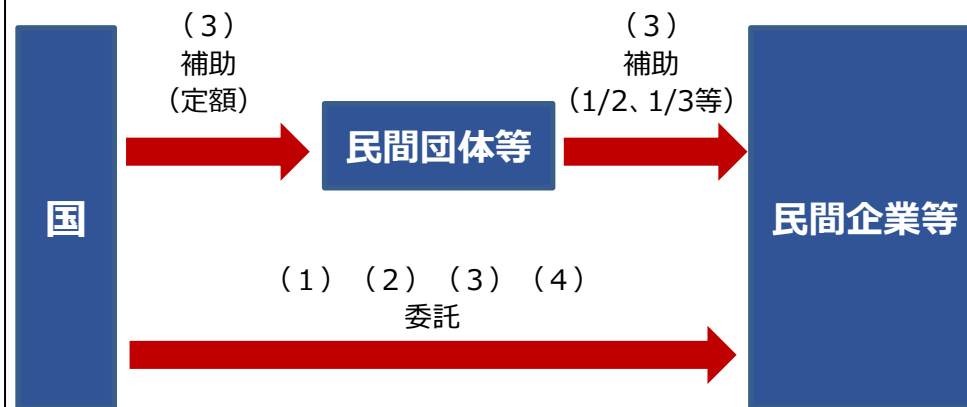 （３）
補助
（定額）
（３）
補助
（1/2、1/3等）
民間団体等
国
民間企業等
（１）（２）（３）（４）
委託